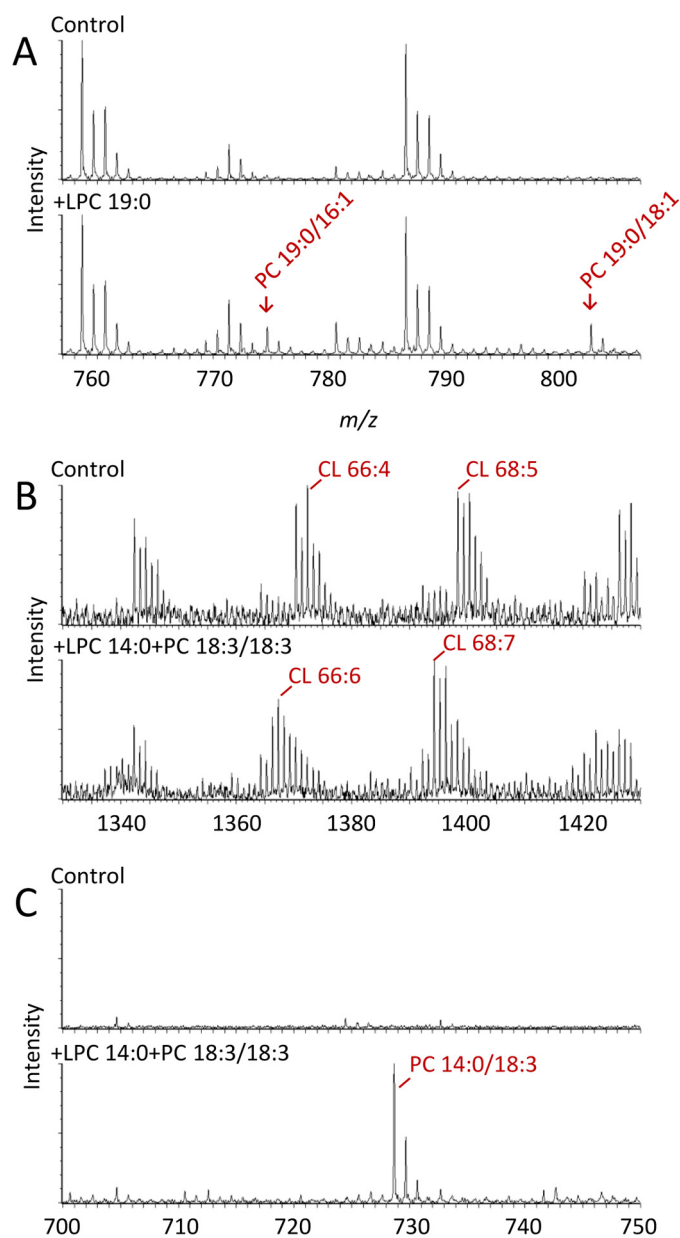 A
Control
Intensity
+LPC 19:0
PC 19:0/16:1
PC 19:0/18:1
760 770 780 790 800
m/z
B
Control
CL 66:4
CL 68:5
Intensity
+LPC 14:0+PC 18:3/18:3
CL 66:6
CL 68:7
1340 1360 1380 1400 1420
C
Control
Intensity
+LPC 14:0+PC 18:3/18:3
PC 14:0/18:3
700 710 720 730 740 750